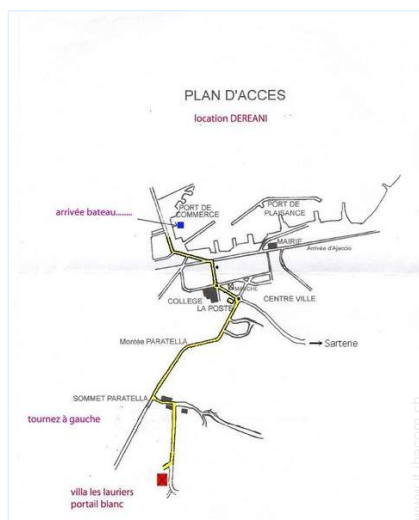 PLAN D'ACCES
location DEREANI
arrivée bateau.......
PORT DE
COMMERCE
PORT DE
PLAISANCE
MAIRIE
Arrivée d'Ajaccio
COLLEGE
LA POSTE
CENTRE VILLE
Montée PARATELLA
Sartene
SOMMET PARATELLA
tournez à gauche
villa les lauriers
portail blanc